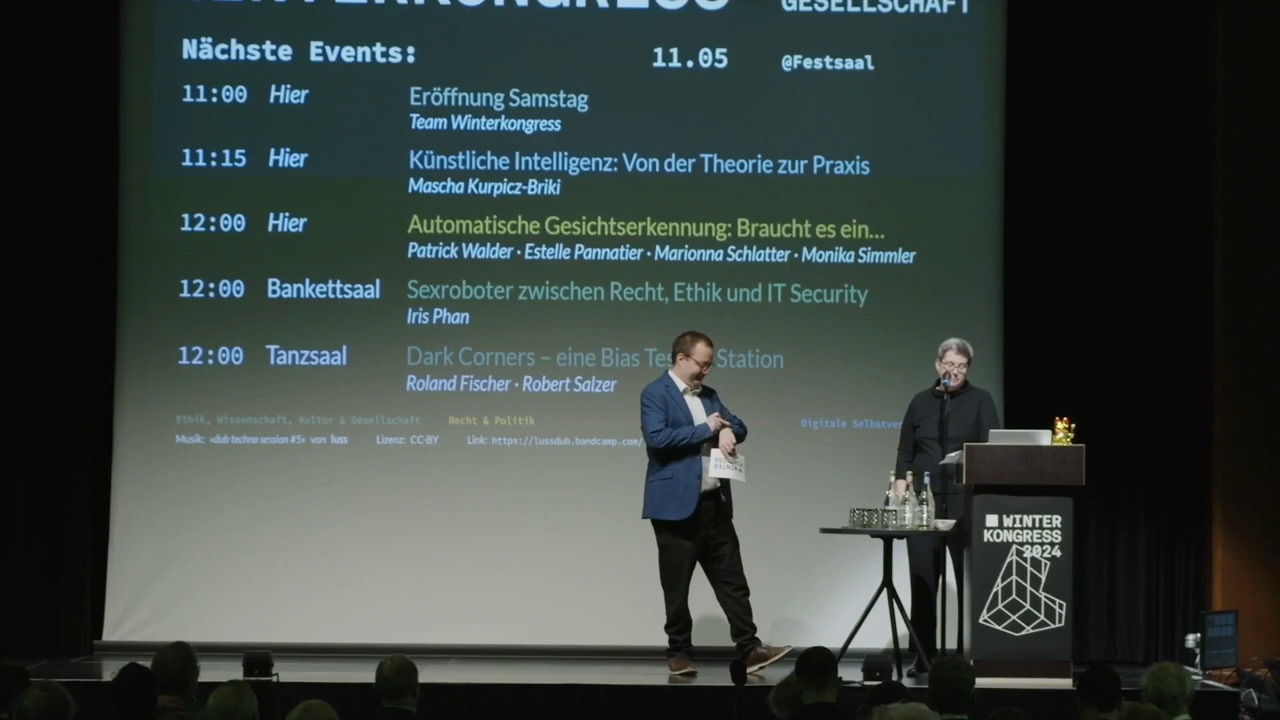 GESELLSCHAFT
Nächste Events: 11.05 @Festsaal
11:00 Hier Eröffnung Samstag
Team Winterkongress
11:15 Hier Künstliche Intelligenz: Von der Theorie zur Praxis
Mascha Kurpicz-Briki
12:00 Hier Automatische Gesichtserkennung: Braucht es ein...
Patrick Walder · Estelle Pannatier · Marionna Schlatter · Monika Simmler
12:00 Bankettsaal Sexroboter zwischen Recht, Ethik und IT Security
Iris Phan
12:00 Tanzsaal Dark Corners – eine Bias Station
Roland Fischer · Robert Salzer
Ethik, Wissenschaft, Kultur & Gesellschaft Recht & Politik Digitale
Musik: «dub techno session #5» von luss Lizenz: CC-BY Link: https://lussdub.bandcamp.com/
WINTER
KONGRESS
2024